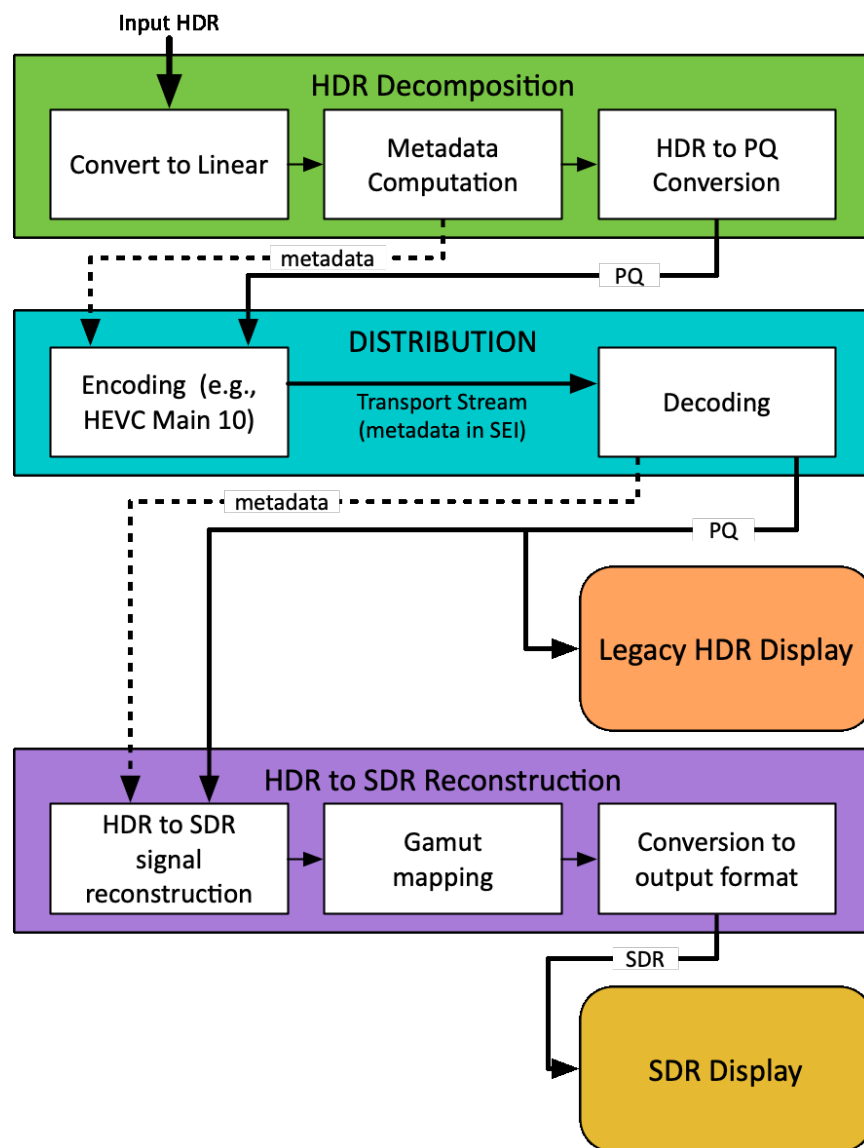 Input HDR
HDR Decomposition
Convert to Linear
Metadata
Computation
HDR to PQ
Conversion
metadata
PQ
DISTRIBUTION
Encoding (e.g.,
HEVC Main 10)
Transport Stream
(metadata in SEI)
Decoding
metadata
PQ
Legacy HDR Display
HDR to SDR Reconstruction
HDR to SDR
signal
reconstruction
Gamut
mapping
Conversion to
output format
SDR
SDR Display